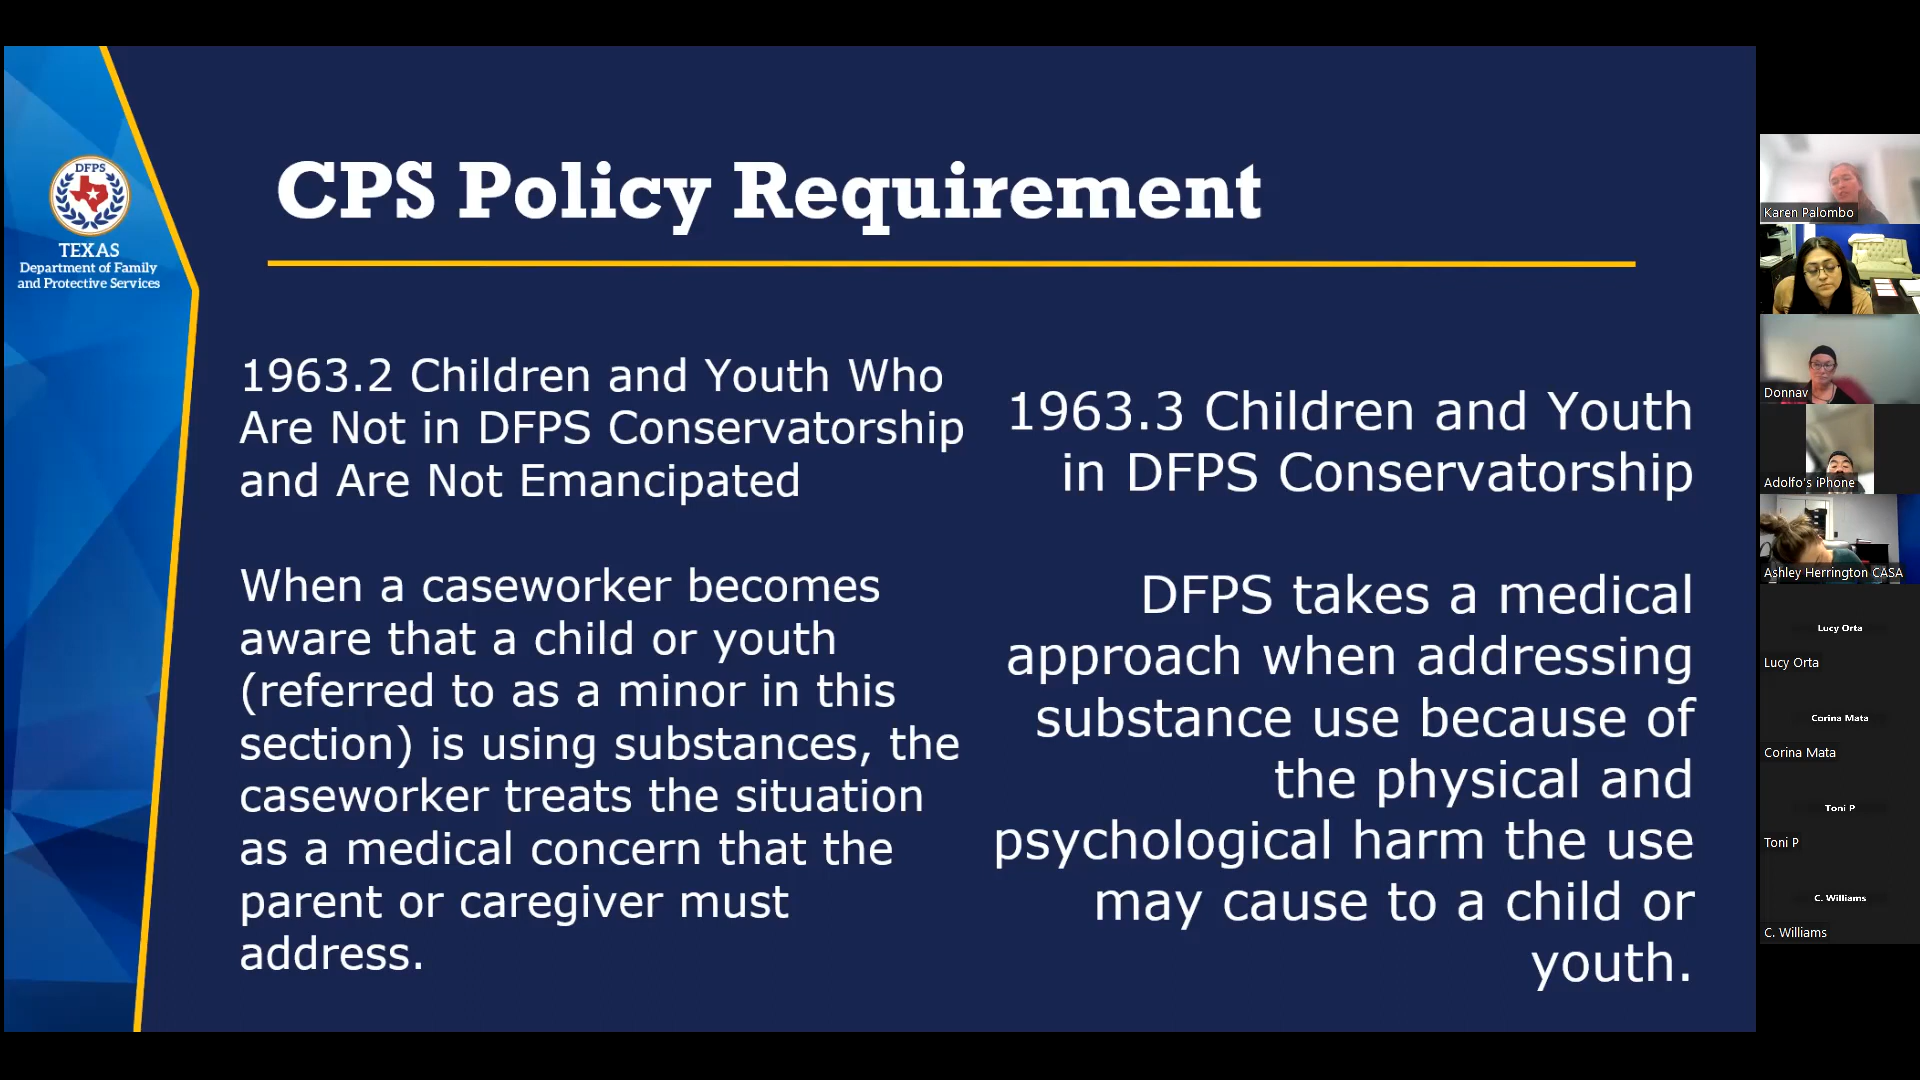 DFPS
TEXAS
Department of Family
and Protective Services
CPS Policy Requirement
1963.2 Children and Youth Who
Are Not in DFPS Conservatorship
and Are Not Emancipated
When a caseworker becomes
aware that a child or youth
(referred to as a minor in this
section) is using substances, the
caseworker treats the situation
as a medical concern that the
parent or caregiver must
address.
1963.3 Children and Youth
in DFPS Conservatorship
DFPS takes a medical
approach when addressing
substance use because of
the physical and
psychological harm the use
may cause to a child or
youth.
Karen Palombo
Donnav
Adolfo's iPhone
Ashley Herrington CASA
Lucy Orta
Lucy Orta
Corina Mata
Corina Mata
Toni P
Toni P
C. Williams
C. Williams